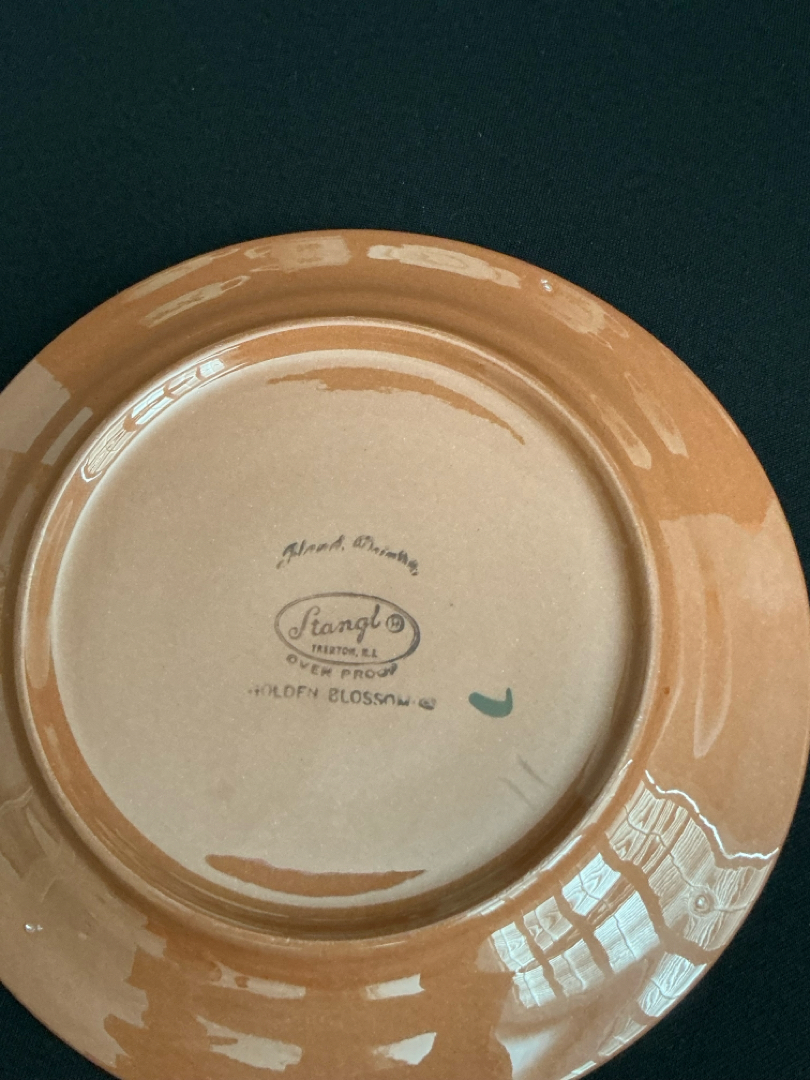 Hand Painted
Stangl ®
TRENTON, N.J.
OVEN PROOF
GOLDEN BLOSSOM ©